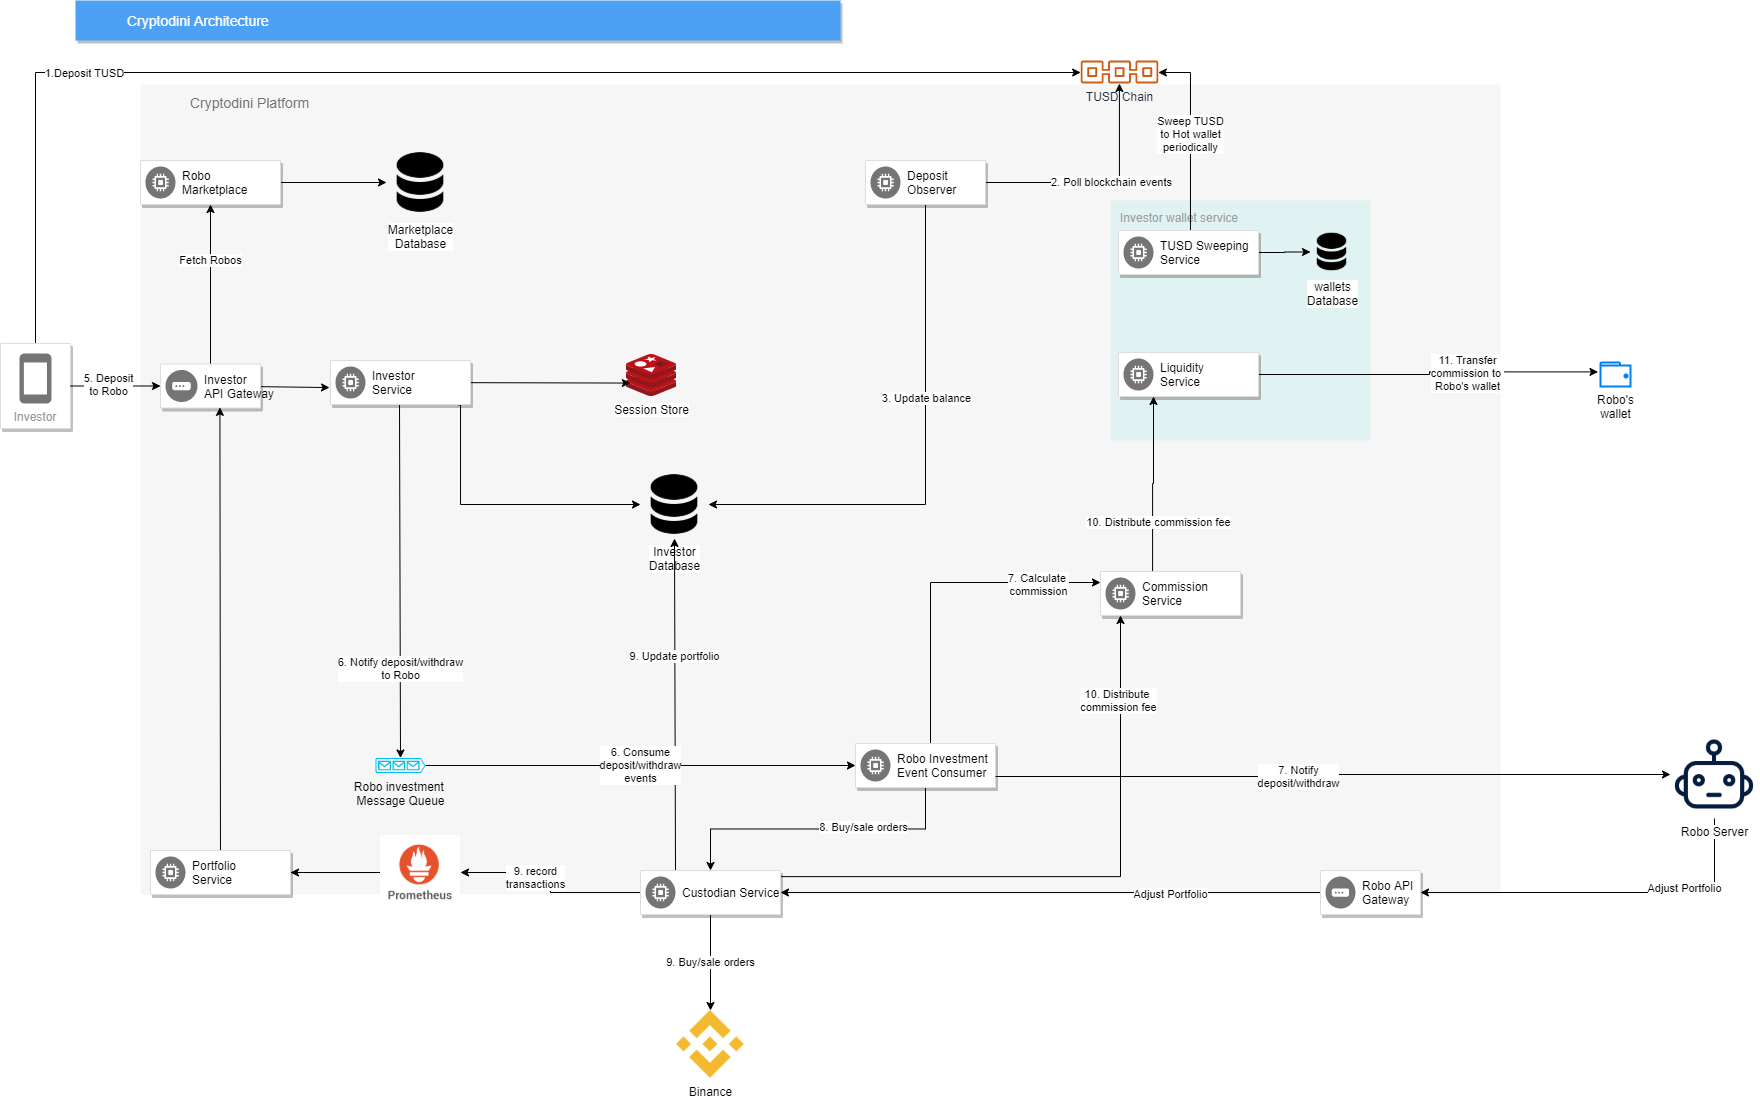 Cryptodini Architecture
1.Deposit TUSD
TUSD Chain
Cryptodini Platform
Sweep TUSD
to Hot wallet
periodically
Robo
Marketplace
Marketplace
Database
Deposit
Observer
2. Poll blockchain events
Investor wallet service
TUSD Sweeping
Service
wallets
Database
Fetch Robos
Investor
5. Deposit
to Robo
Investor
API Gateway
Investor
Service
Session Store
3. Update balance
Liquidity
Service
11. Transfer
commission to
Robo's wallet
Robo's
wallet
Investor
Database
10. Distribute commission fee
7. Calculate
commission
Commission
Service
6. Notify deposit/withdraw
to Robo
9. Update portfolio
10. Distribute
commission fee
Robo investment
Message Queue
6. Consume
deposit/withdraw
events
Robo Investment
Event Consumer
7. Notify
deposit/withdraw
Robo Server
8. Buy/sale orders
Portfolio
Service
Prometheus
9. record
transactions
Custodian Service
Adjust Portfolio
Robo API
Gateway
Adjust Portfolio
9. Buy/sale orders
Binance